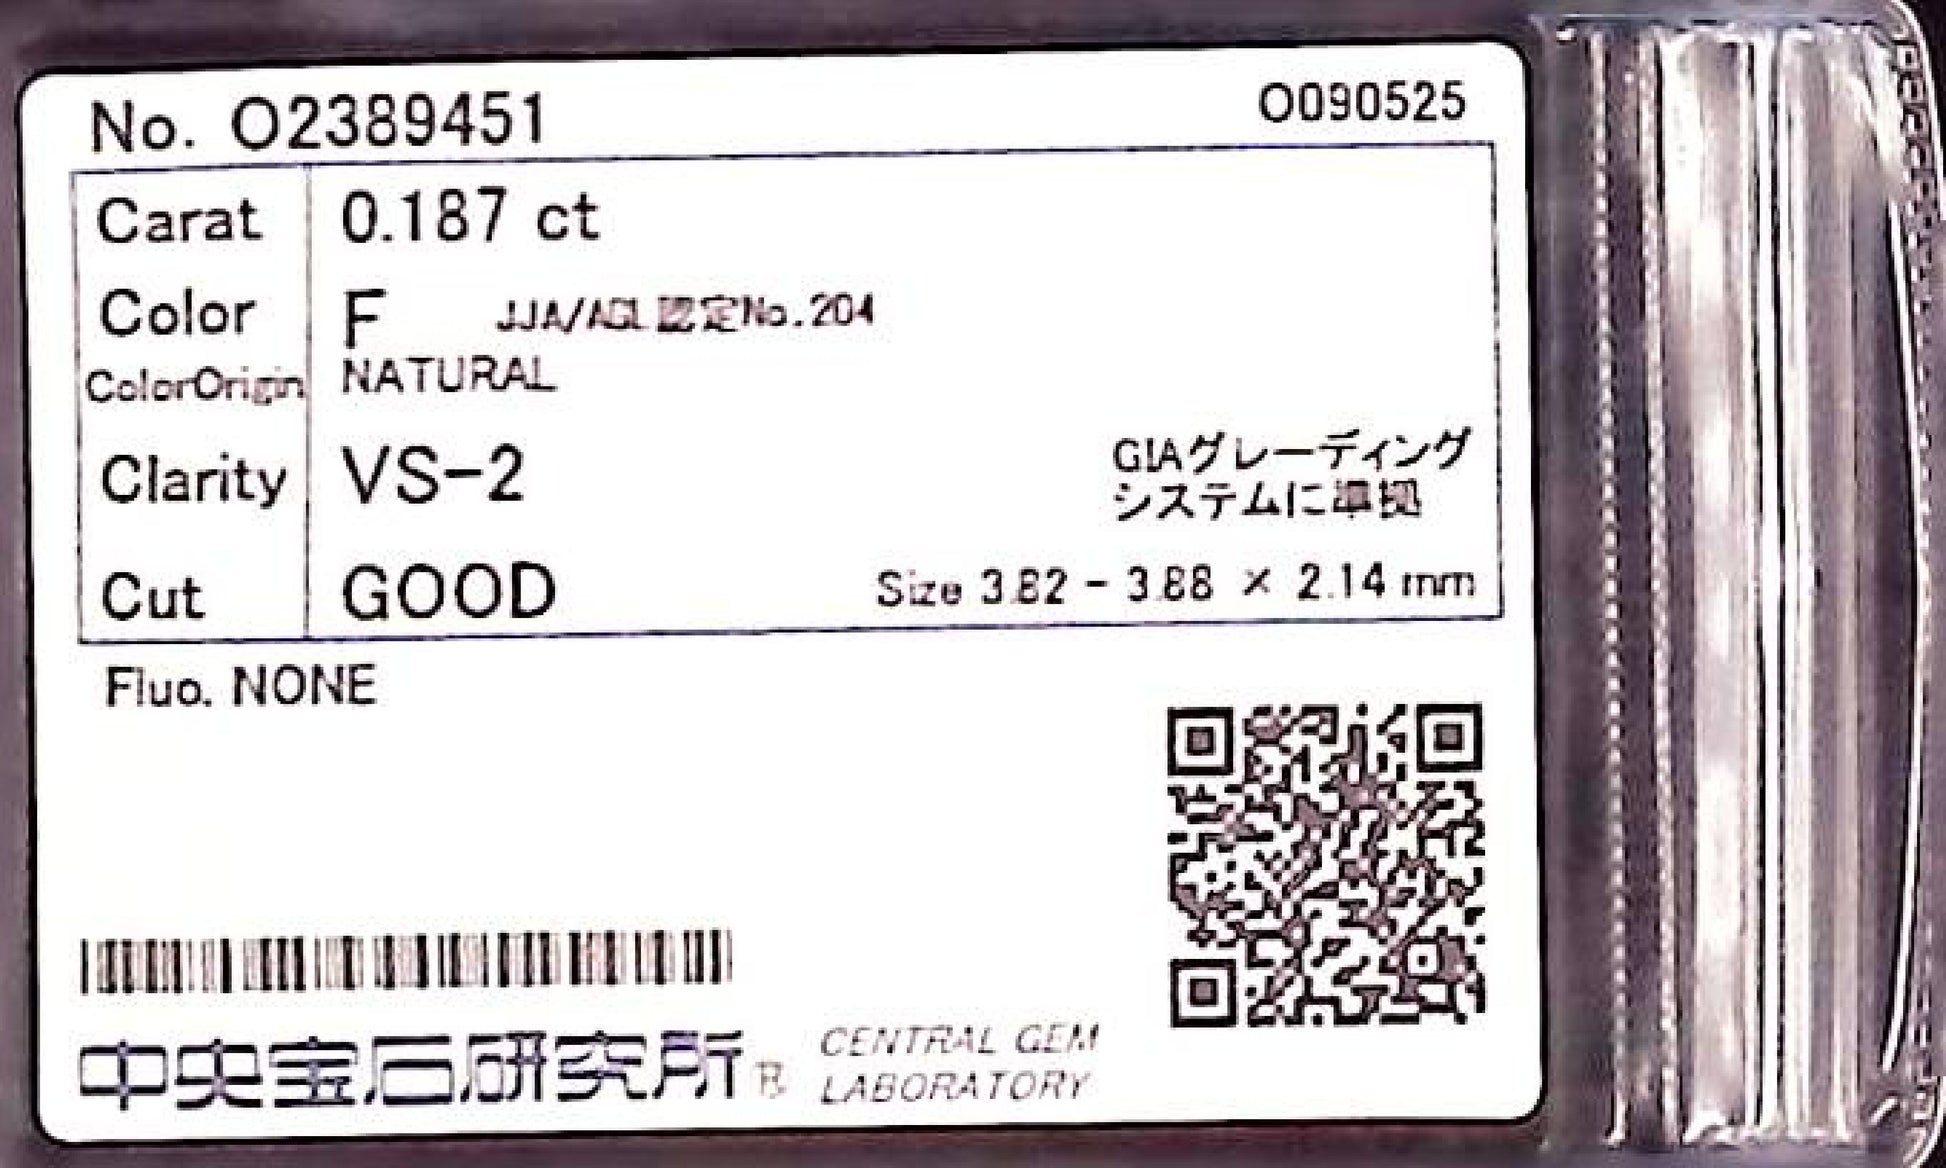 No. O2389451
O090525
Carat 0.187 ct
Color F JJA/AGL認定No.204
ColorOrigin NATURAL
Clarity VS-2
GIAグレーディング
システムに準拠
Cut GOOD
Size 3.82 - 3.88 × 2.14 mm
Fluo. NONE
中央宝石研究所®
CENTRAL GEM
LABORATORY